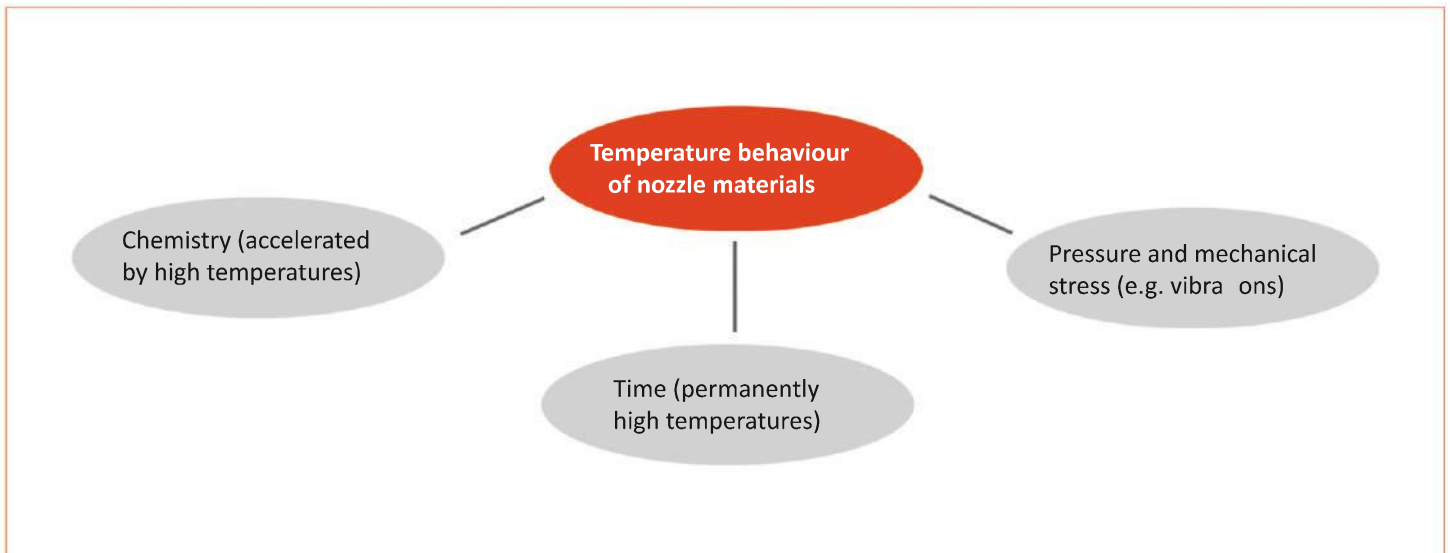 Temperature behaviour
of nozzle materials
Chemistry (accelerated
by high temperatures)
Pressure and mechanical
stress (e.g. vibra ons)
Time (permanently
high temperatures)